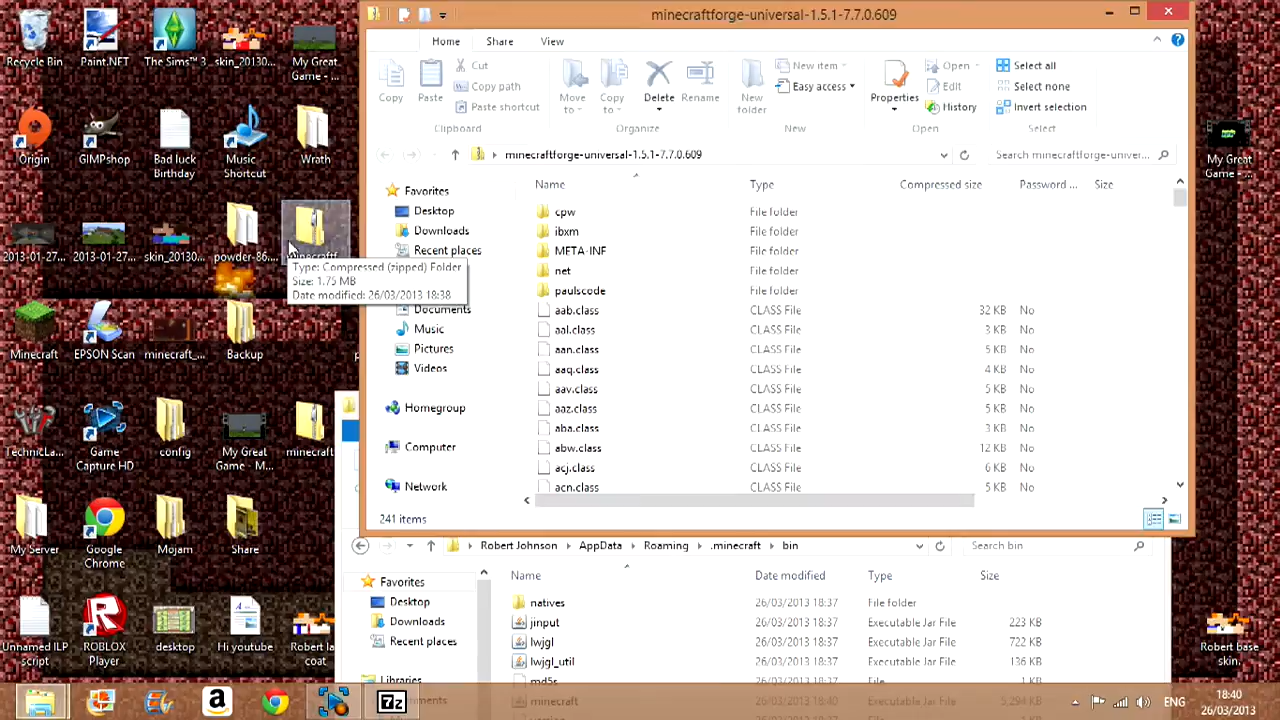 minecraftforge-universal-1.5.1-7.7.0.609
Home
Share
View
Copy
Paste
Cut
Copy path
Paste shortcut
Clipboard
Move to
Copy to
Delete
Rename
Organize
New folder
New item
Easy access
New
Properties
Open
Edit
History
Open
Select all
Select none
Invert selection
Select
minecraftforge-universal-1.5.1-7.7.0.609
Search minecraftforge-univer...
Name
Type
Compressed size
Password ...
Size
Favorites
Desktop
Downloads
Recent places
Documents
Music
Pictures
Videos
Homegroup
Computer
Network
cpw File folder
ibxm File folder
META-INF File folder
net File folder
paulscode File folder
aab.class CLASS File 32 KB No
aal.class CLASS File 3 KB No
aan.class CLASS File 5 KB No
aaq.class CLASS File 4 KB No
aav.class CLASS File 5 KB No
aaz.class CLASS File 5 KB No
aba.class CLASS File 3 KB No
abw.class CLASS File 12 KB No
acj.class CLASS File 6 KB No
acn.class CLASS File 5 KB No
241 items
Type: Compressed (zipped) Folder
Size: 1.75 MB
Date modified: 26/03/2013 18:38
Robert Johnson
AppData
Roaming
.minecraft
bin
Search bin
Name
Date modified
Type
Size
Favorites
Desktop
Downloads
Recent places
Libraries
natives 26/03/2013 18:37 File folder
jinput 26/03/2013 18:37 Executable Jar File 223 KB
lwjgl 26/03/2013 18:37 Executable Jar File 722 KB
lwjgl_util 26/03/2013 18:37 Executable Jar File 136 KB
md5s
minecraft 26/03/2013 18:40 Executable Jar File 5,294 KB
Recycle Bin
Paint.NET
The Sims™ 3
skin_20130...
My Great
Game - ...
Origin
GIMPshop
Bad luck
Birthday
Music
Shortcut
Wrath
2013-01-27...
2013-01-27...
skin_20130...
powder-86...
Minecraft
EPSON Scan
minecraft_...
Backup
TechnicLa...
Game
Capture HD
config
My Great
Game - M...
minecraft
My Server
Google
Chrome
Mojam
Share
Unnamed ILP
script
ROBLOX
Player
desktop
Hi youtube
Robert la
coat
My Great
Game - ...
Robert base
skin.
7z
ENG
18:40
26/03/2013